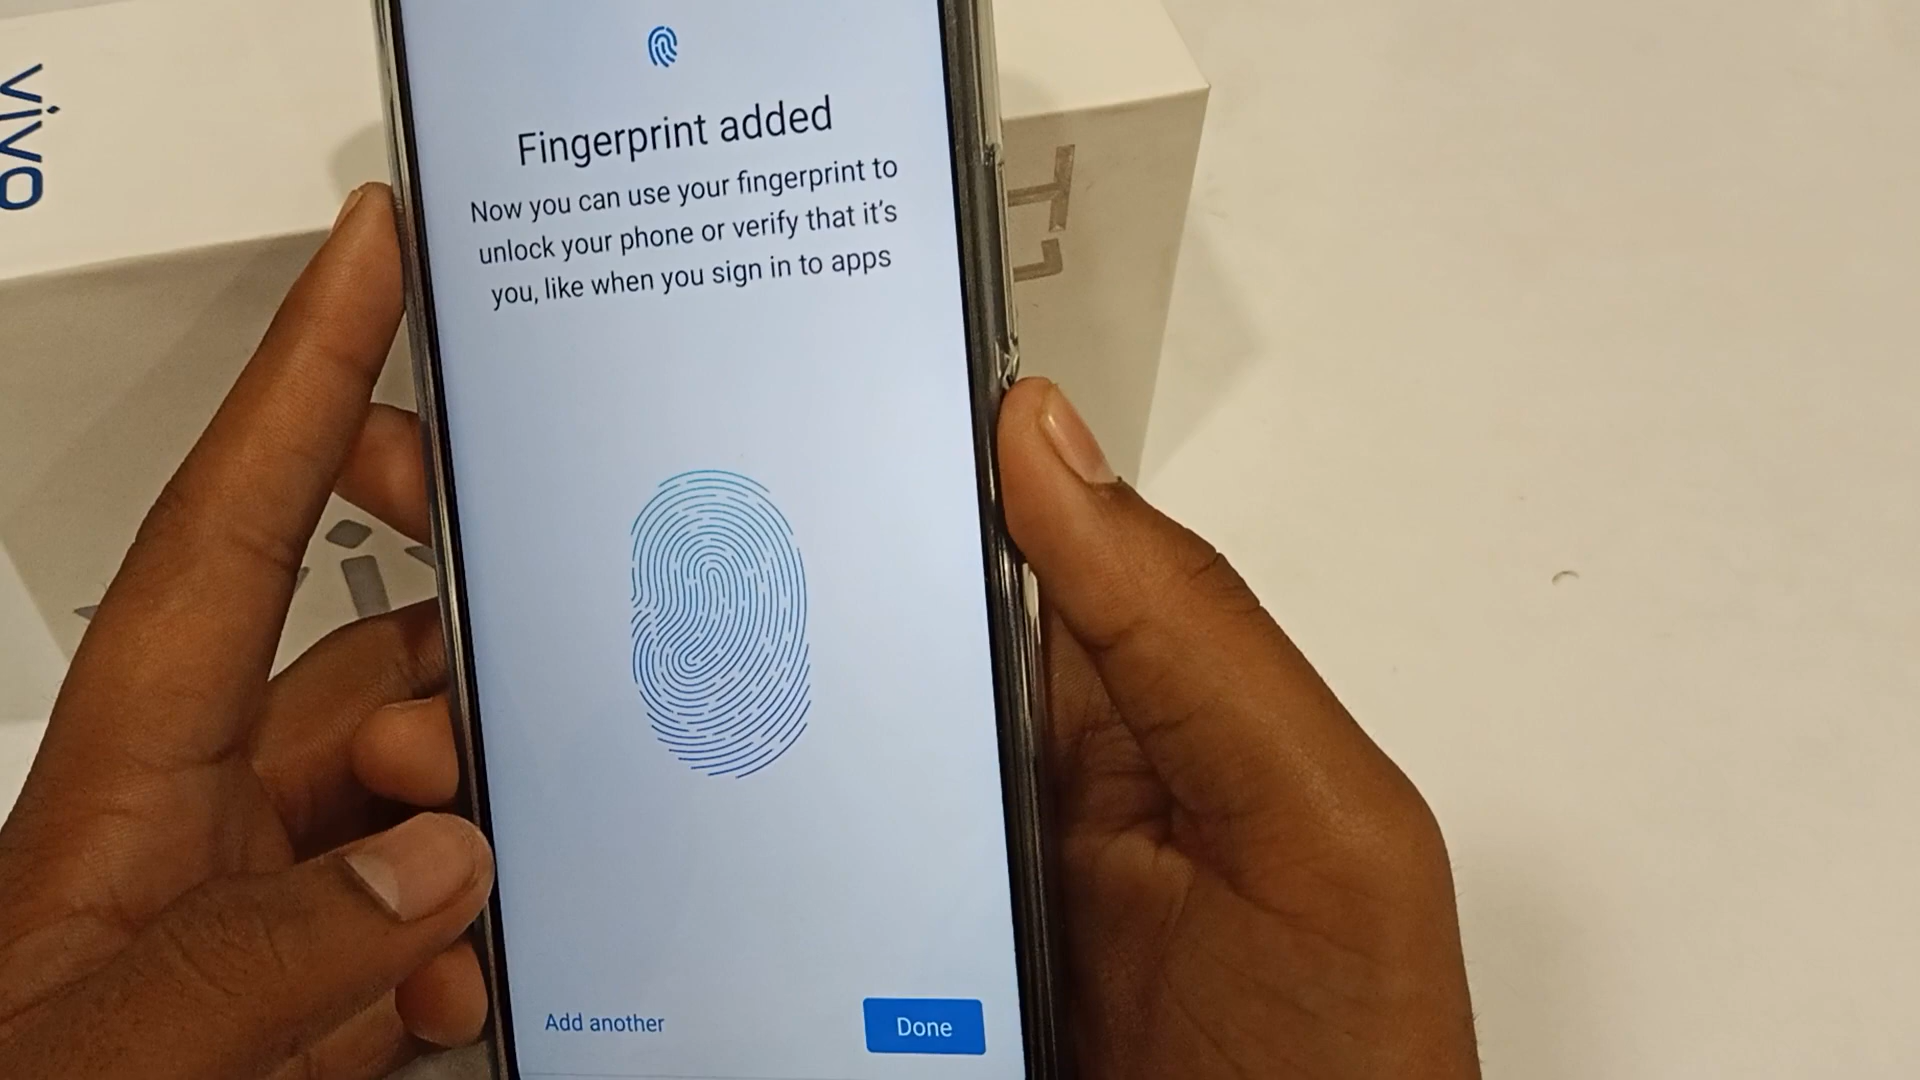 vivo
Fingerprint added
Now you can use your fingerprint to
unlock your phone or verify that it's
you, like when you sign in to apps
Add another
Done